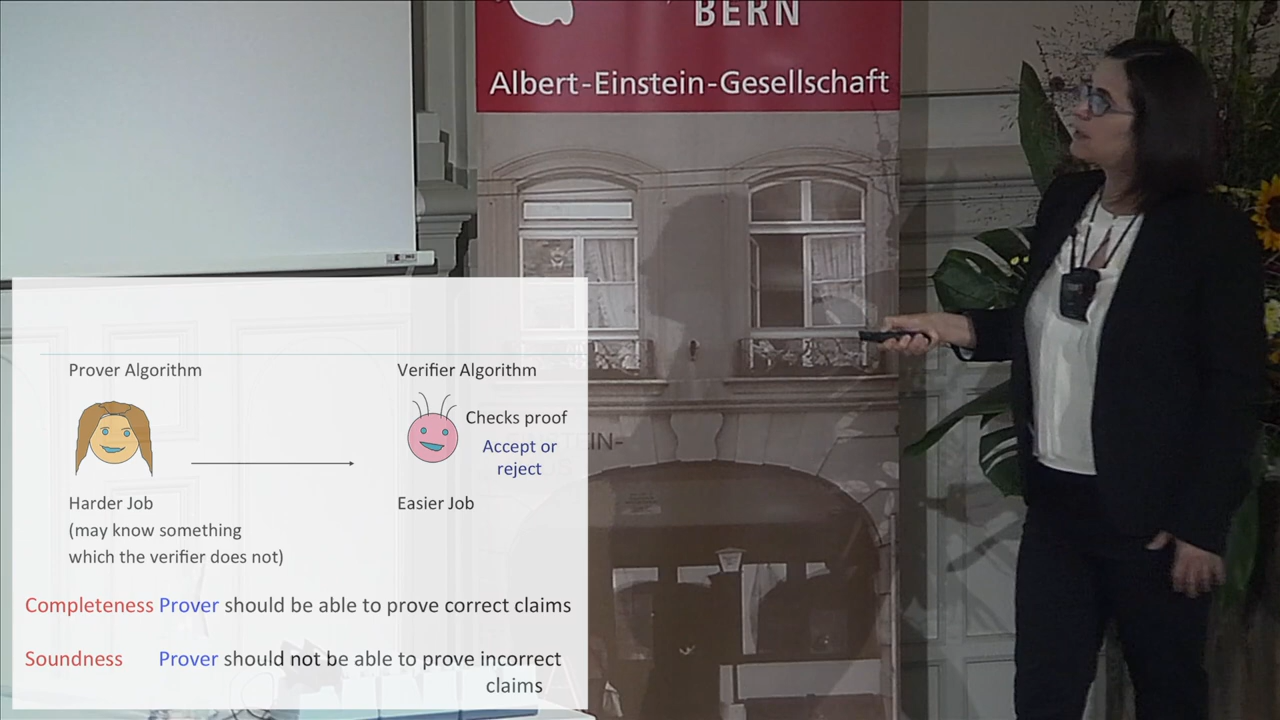 BERN
Albert-Einstein-Gesellschaft
Prover Algorithm
Verifier Algorithm
Checks proof
Accept or
reject
Harder Job
Easier Job
(may know something
which the verifier does not)
Completeness Prover should be able to prove correct claims
Soundness Prover should not be able to prove incorrect
claims